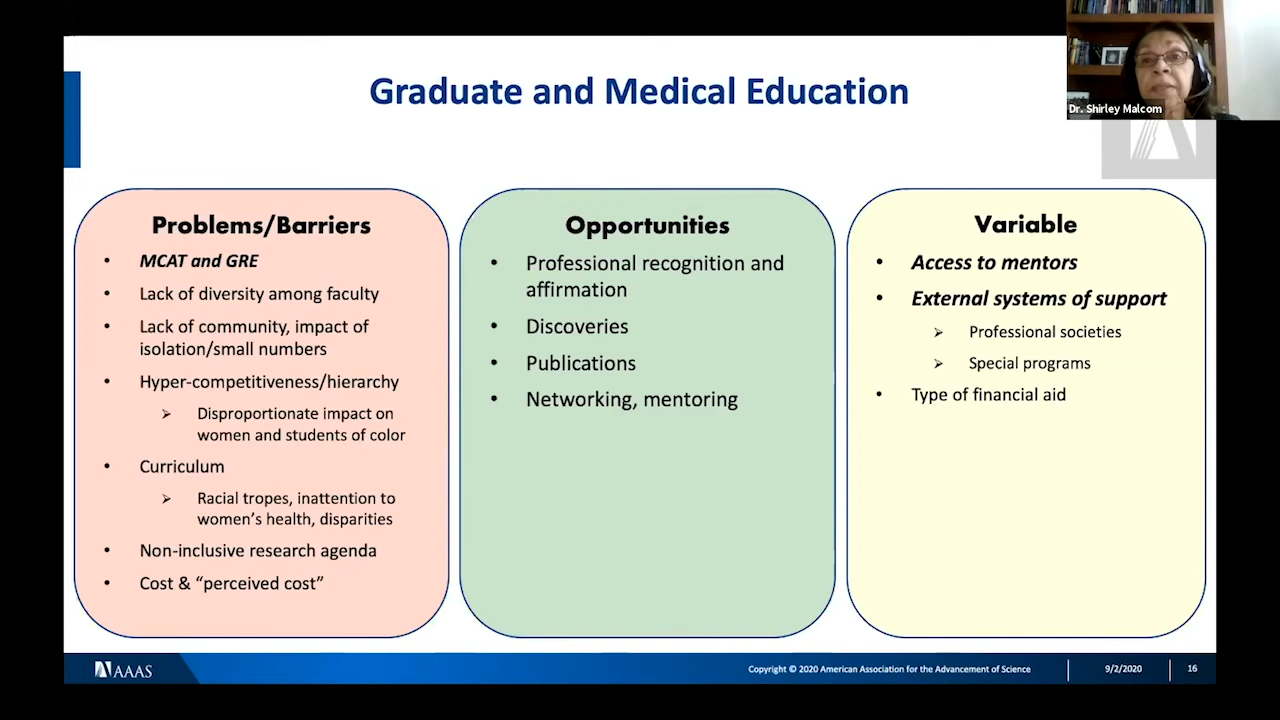 Graduate and Medical Education
Dr. Shirley Malcom
Problems/Barriers
• MCAT and GRE
• Lack of diversity among faculty
• Lack of community, impact of
isolation/small numbers
• Hyper-competitiveness/hierarchy
➢ Disproportionate impact on
women and students of color
• Curriculum
➢ Racial tropes, inattention to
women’s health, disparities
• Non-inclusive research agenda
• Cost & “perceived cost”
Opportunities
• Professional recognition and
affirmation
• Discoveries
• Publications
• Networking, mentoring
Variable
• Access to mentors
• External systems of support
➢ Professional societies
➢ Special programs
• Type of financial aid
AAAS
Copyright © 2020 American Association for the Advancement of Science
9/2/2020
16